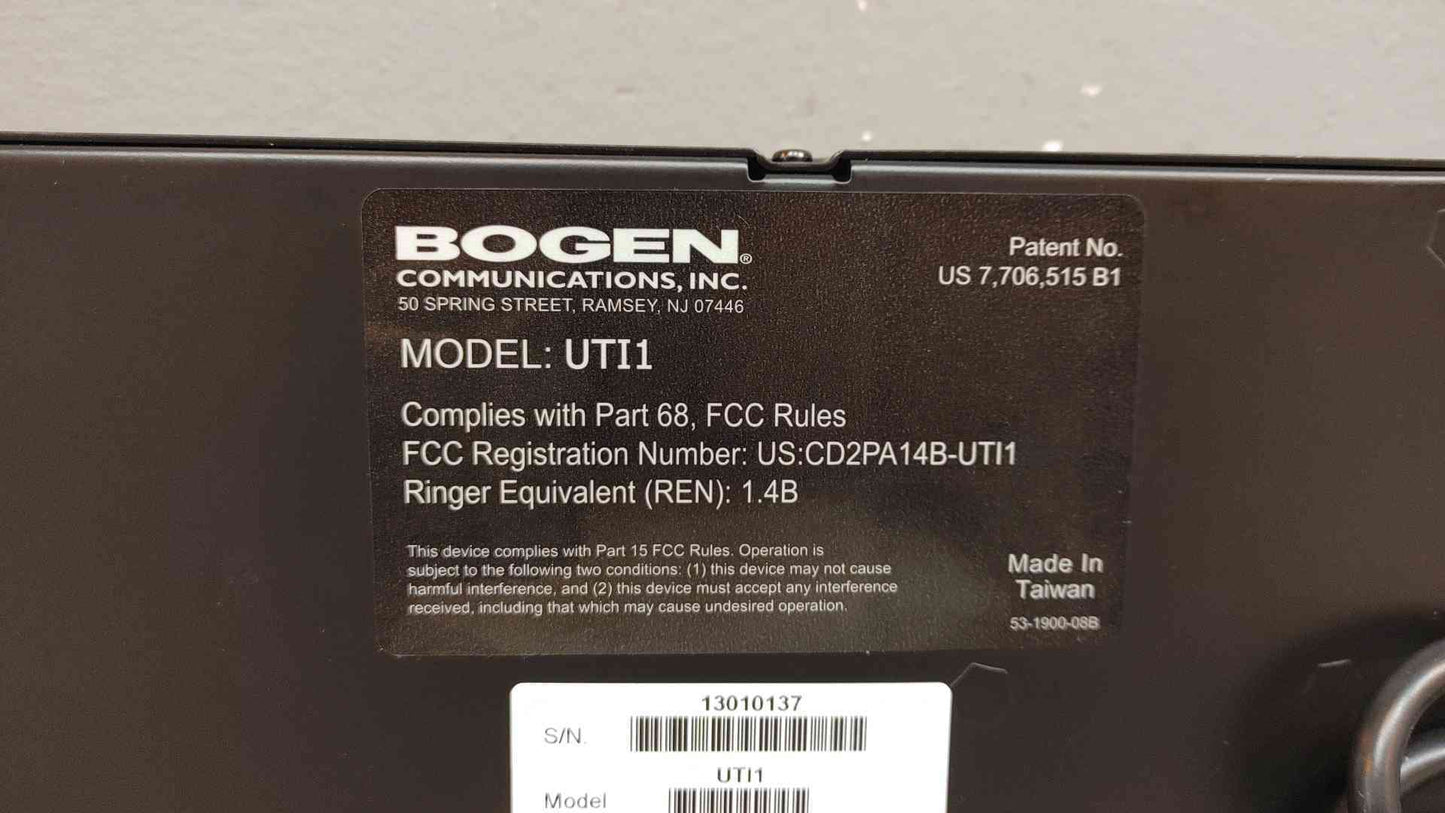 BOGEN®
COMMUNICATIONS, INC.
50 SPRING STREET, RAMSEY, NJ 07446
Patent No.
US 7,706,515 B1
MODEL: UTI1
Complies with Part 68, FCC Rules
FCC Registration Number: US:CD2PA14B-UTI1
Ringer Equivalent (REN): 1.4B
This device complies with Part 15 FCC Rules. Operation is
subject to the following two conditions: (1) this device may not cause
harmful interference, and (2) this device must accept any interference
received, including that which may cause undesired operation.
Made In
Taiwan
53-1900-08B
13010137
S/N.
UTI1
Model